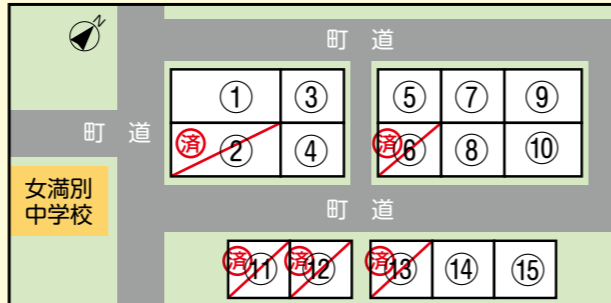 N
町道
① ③ ⑤ ⑦ ⑨
町道
済② ④ 済⑥ ⑧ ⑩
女満別
中学校
町道
済⑪ 済⑫ 済⑬ ⑭ ⑮